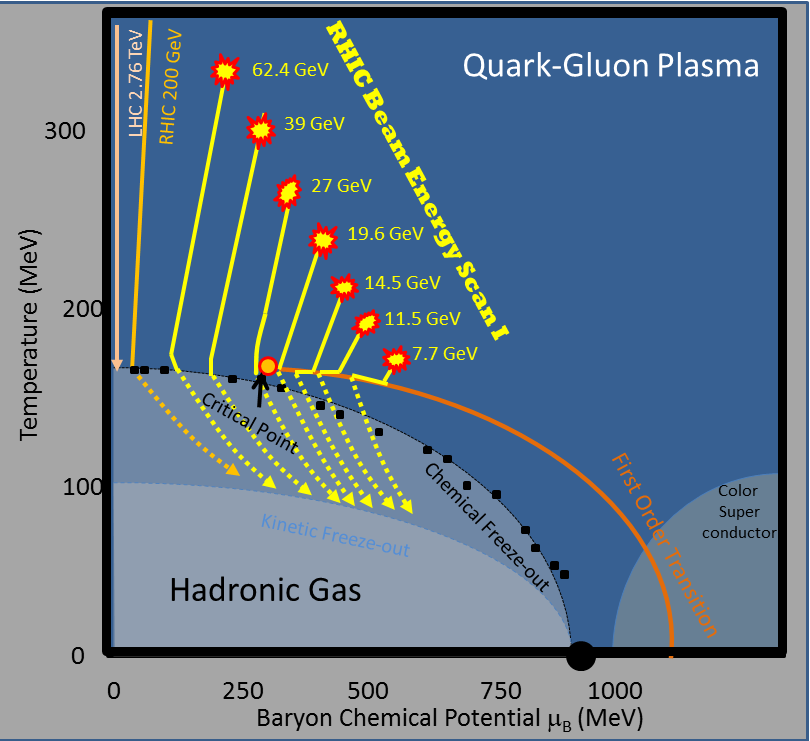 LHC 2.76 TeV
RHIC 200 GeV
62.4 GeV
39 GeV
27 GeV
19.6 GeV
14.5 GeV
11.5 GeV
7.7 GeV
RHIC Beam Energy Scan I
Quark-Gluon Plasma
300
200
100
0
Temperature (MeV)
Critical Point
Chemical Freeze-out
Kinetic Freeze-out
Hadronic Gas
First Order Transition
Color
Super
conductor
0 250 500 750 1000
Baryon Chemical Potential μB (MeV)